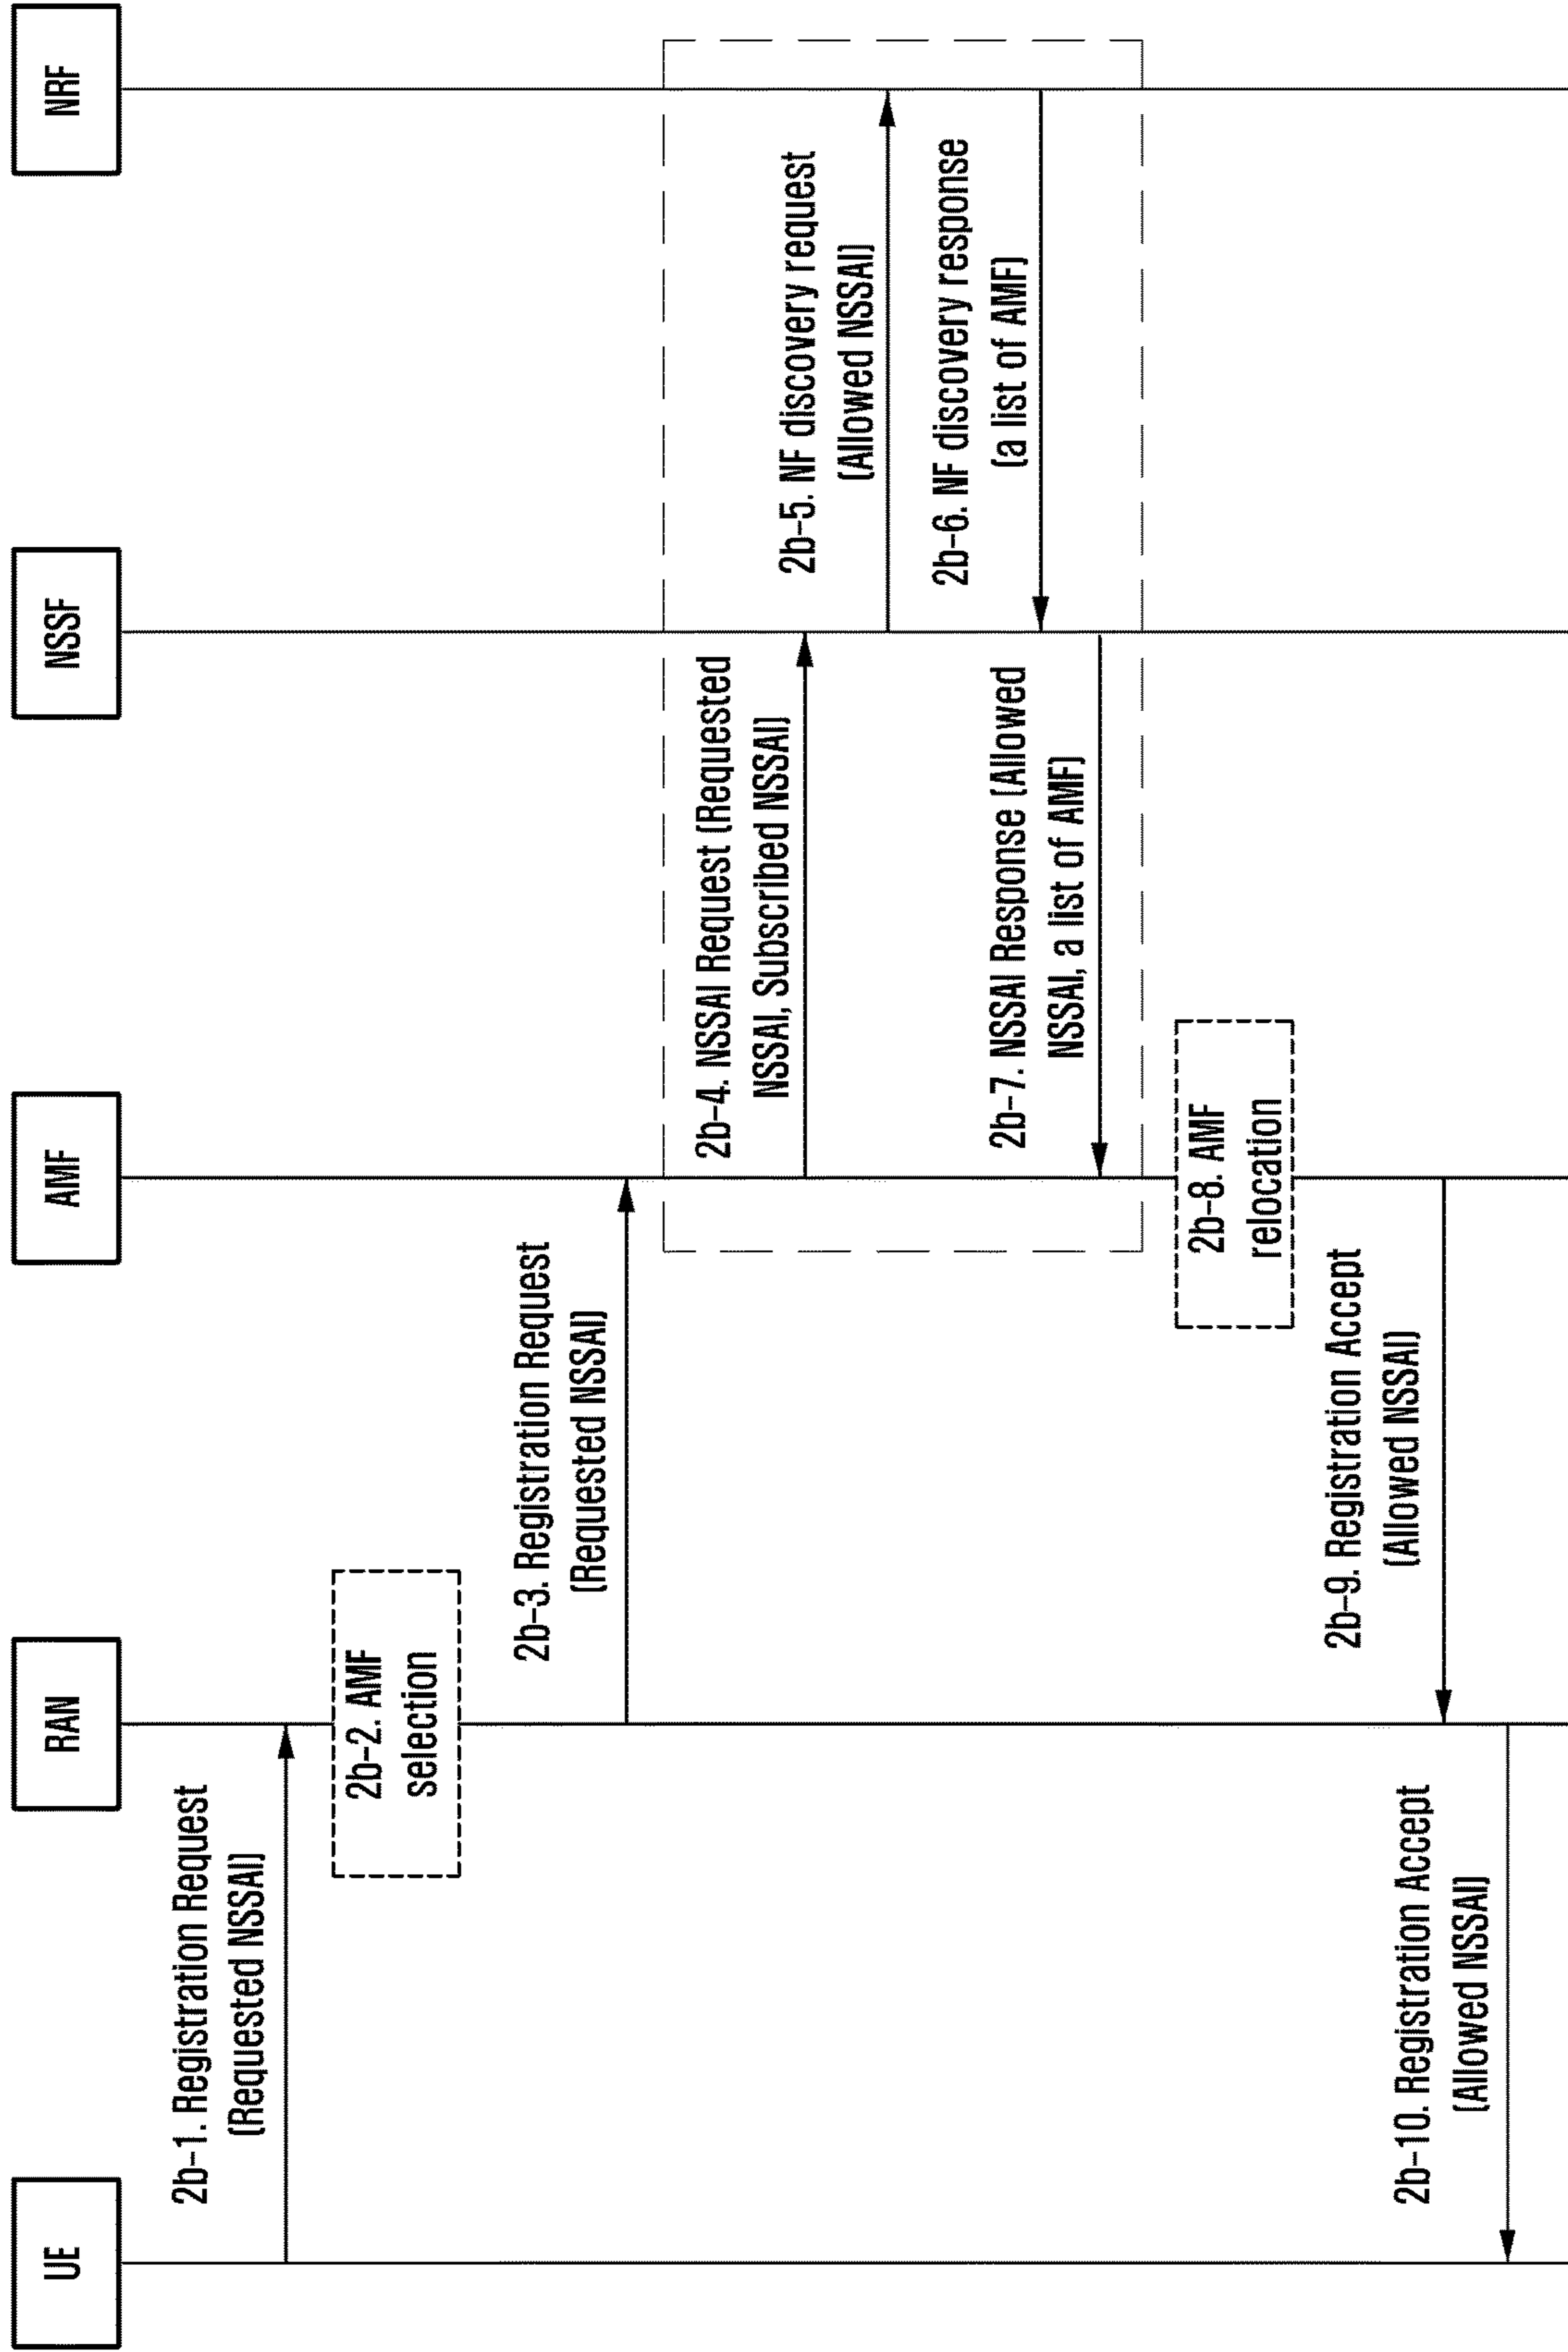 UE
RAN
AMF
NSSF
NRF
2b-1. Registration Request
(Requested NSSAI)
2b-2. AMF
selection
2b-3. Registration Request
(Requested NSSAI)
2b-4. NSSAI Request (Requested
NSSAI, Subscribed NSSAI)
2b-5. NF discovery request
(Allowed NSSAI)
2b-6. NF discovery response
(a list of AMF)
2b-7. NSSAI Response (Allowed
NSSAI, a list of AMF)
2b-8. AMF
relocation
2b-9. Registration Accept
(Allowed NSSAI)
2b-10. Registration Accept
(Allowed NSSAI)